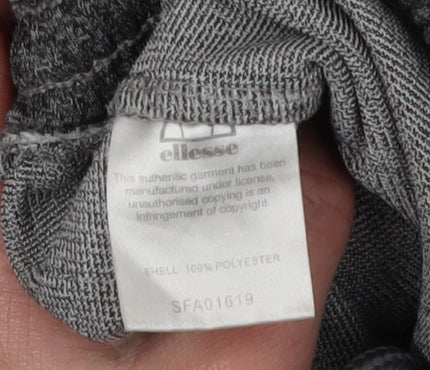 ellesse
This authentic garment has been
manufactured under license,
unauthorised copying is an
infringement of copyright.
SHELL: 100% POLYESTER
SFA01619